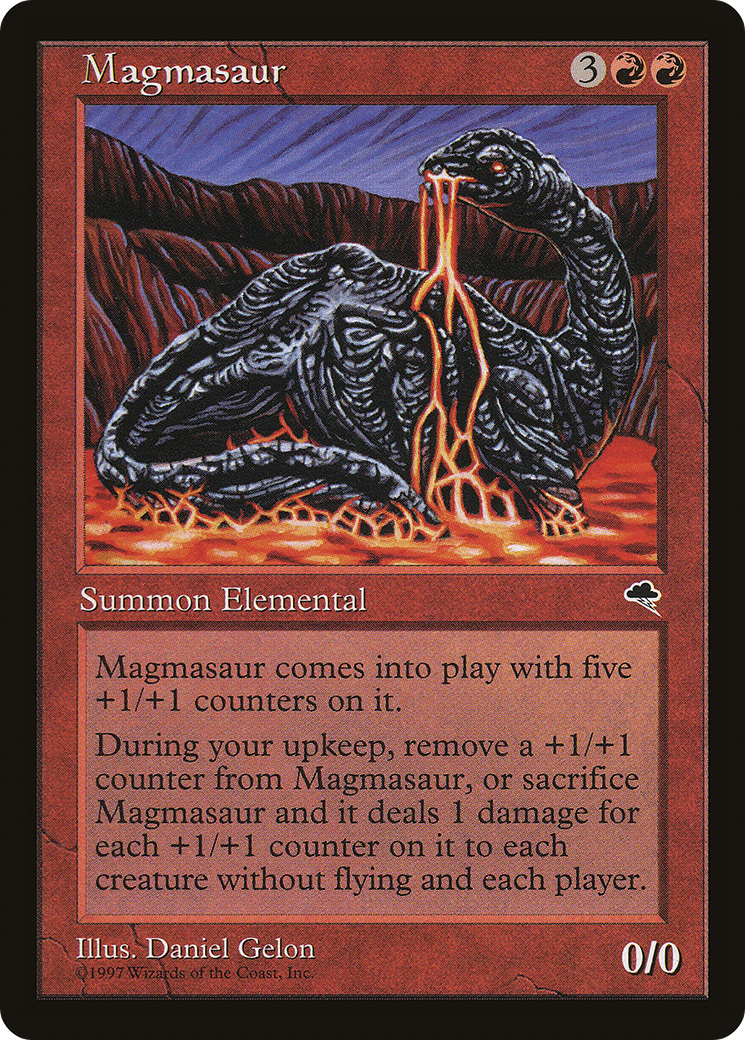 Magmasaur 3
Summon Elemental
Magmasaur comes into play with five
+1/+1 counters on it.
During your upkeep, remove a +1/+1
counter from Magmasaur, or sacrifice
Magmasaur and it deals 1 damage for
each +1/+1 counter on it to each
creature without flying and each player.
Illus. Daniel Gelon
©1997 Wizards of the Coast, Inc.
0/0